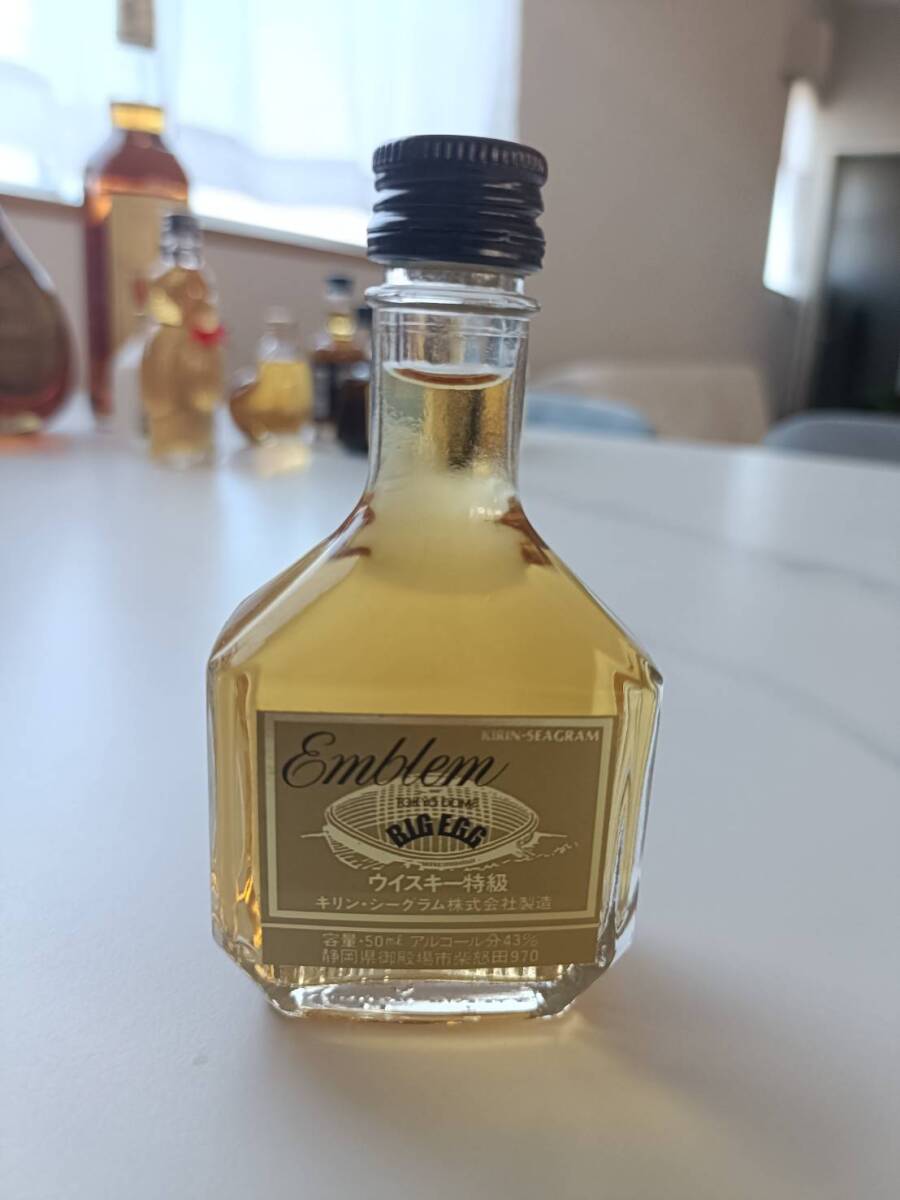 KIRIN-SEAGRAM
Emblem
TOKYO DOME
BIG EGG
ウイスキー特級
キリン・シーグラム株式会社製造
容量・50mℓ アルコール分43%
静岡県御殿場市柴怒田970